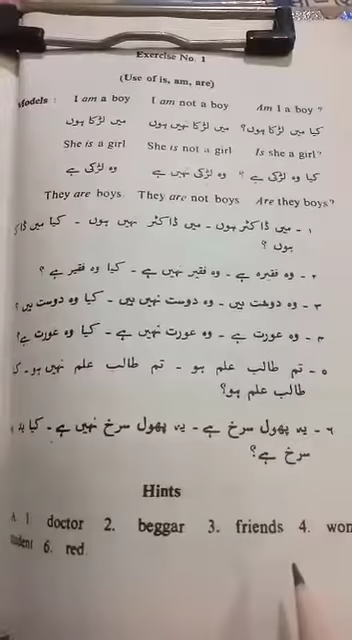 Exercise No. 1
(Use of is, am, are)
Models : I am a boy I am not a boy Am I a boy ?
میں لڑکا ہوں میں لڑکا نہیں ہوں کیا میں لڑکا ہوں؟
She is a girl She is not a girl Is she a girl?
وہ لڑکی ہے وہ لڑکی نہیں ہے کیا وہ لڑکی ہے ؟
They are boys. They are not boys Are they boys?
۱ - میں ڈاکٹر ہوں - میں ڈاکٹر نہیں ہوں - کیا میں
ہوں ؟
۲ - وہ فقیر ہے - وہ فقیر نہیں ہے - کیا وہ فقیر ہے ؟
۳ - وہ دوست ہیں - وہ دوست نہیں ہیں - کیا وہ دوست ہیں ؟
۴ - وہ عورت ہے - وہ عورت نہیں ہے - کیا وہ عورت ہے؟
۵ - تم طالب علم ہو - تم طالب علم نہیں ہو -
طالب علم ہو؟
۶ - یہ پھول سرخ ہے - یہ پھول سرخ نہیں ہے - کیا
سرخ ہے؟
Hints
A. 1 doctor 2. beggar 3. friends 4.
6. red